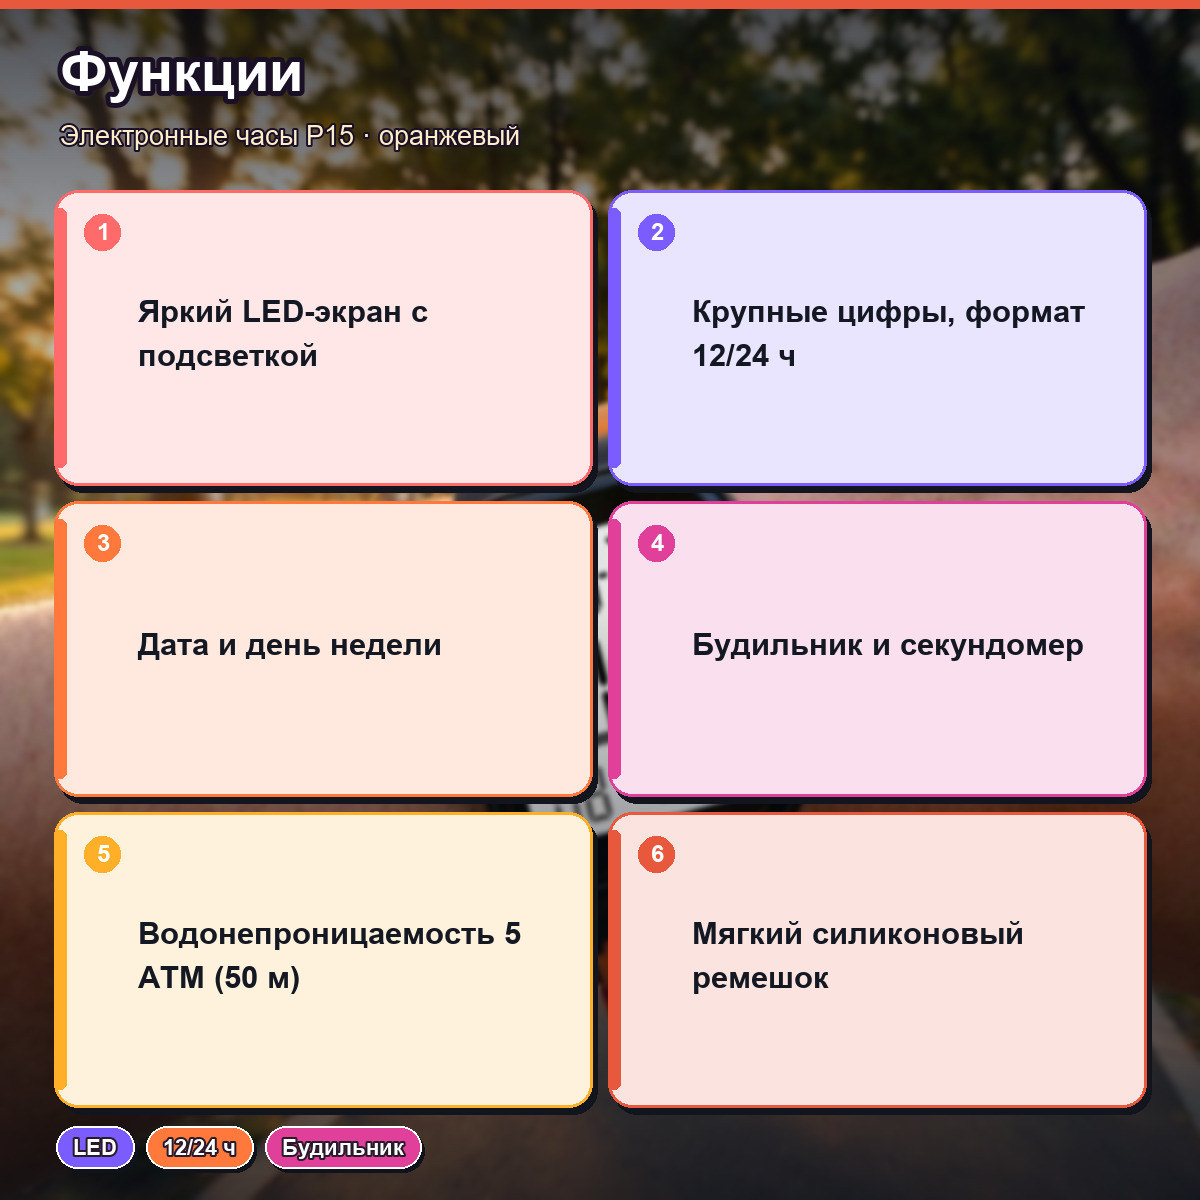 Функции
Электронные часы P15 · оранжевый
1
Яркий LED-экран с
подсветкой
2
Крупные цифры, формат
12/24 ч
3
Дата и день недели
4
Будильник и секундомер
5
Водонепроницаемость 5
ATM (50 м)
6
Мягкий силиконовый
ремешок
LED
12/24 ч
Будильник